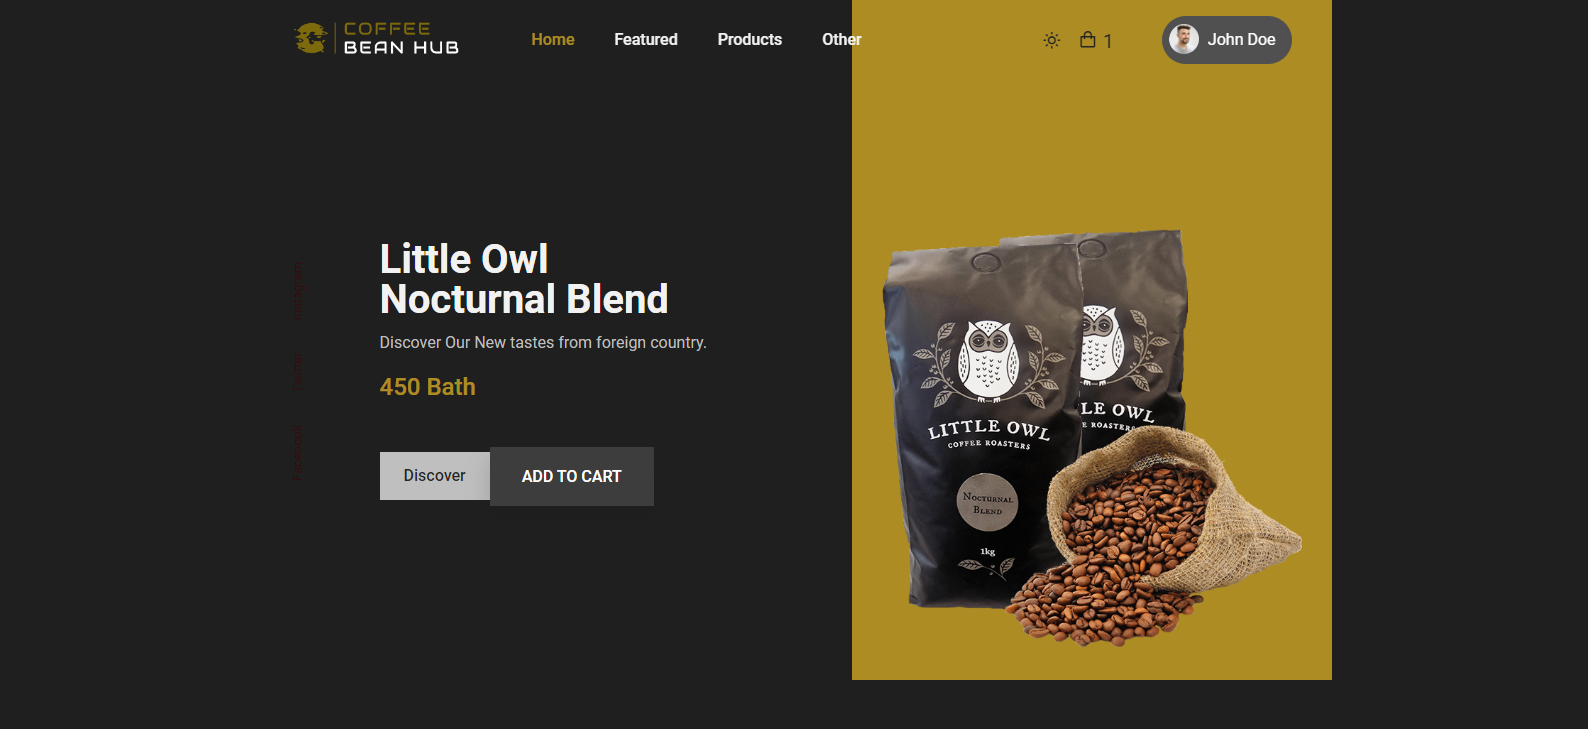 COFFEE
BEAN HUB
Home
Featured
Products
Other
1
John Doe
Instagram
Twitter
Facebook
Little Owl
Nocturnal Blend
Discover Our New tastes from foreign country.
450 Bath
Discover
ADD TO CART
LITTLE OWL
COFFEE ROASTERS
NOCTURNAL
BLEND
1kg
LE OWL
E ROASTERS